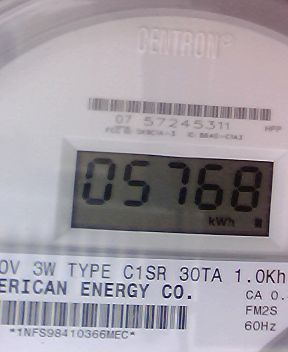 CENTRON®
07 57245311 HPP
05768
kWh
0V 3W TYPE C1SR 30TA 1.0Kh
ERICAN ENERGY CO. CA 0.
FM2S
*1NFS98410366MEC* 60Hz